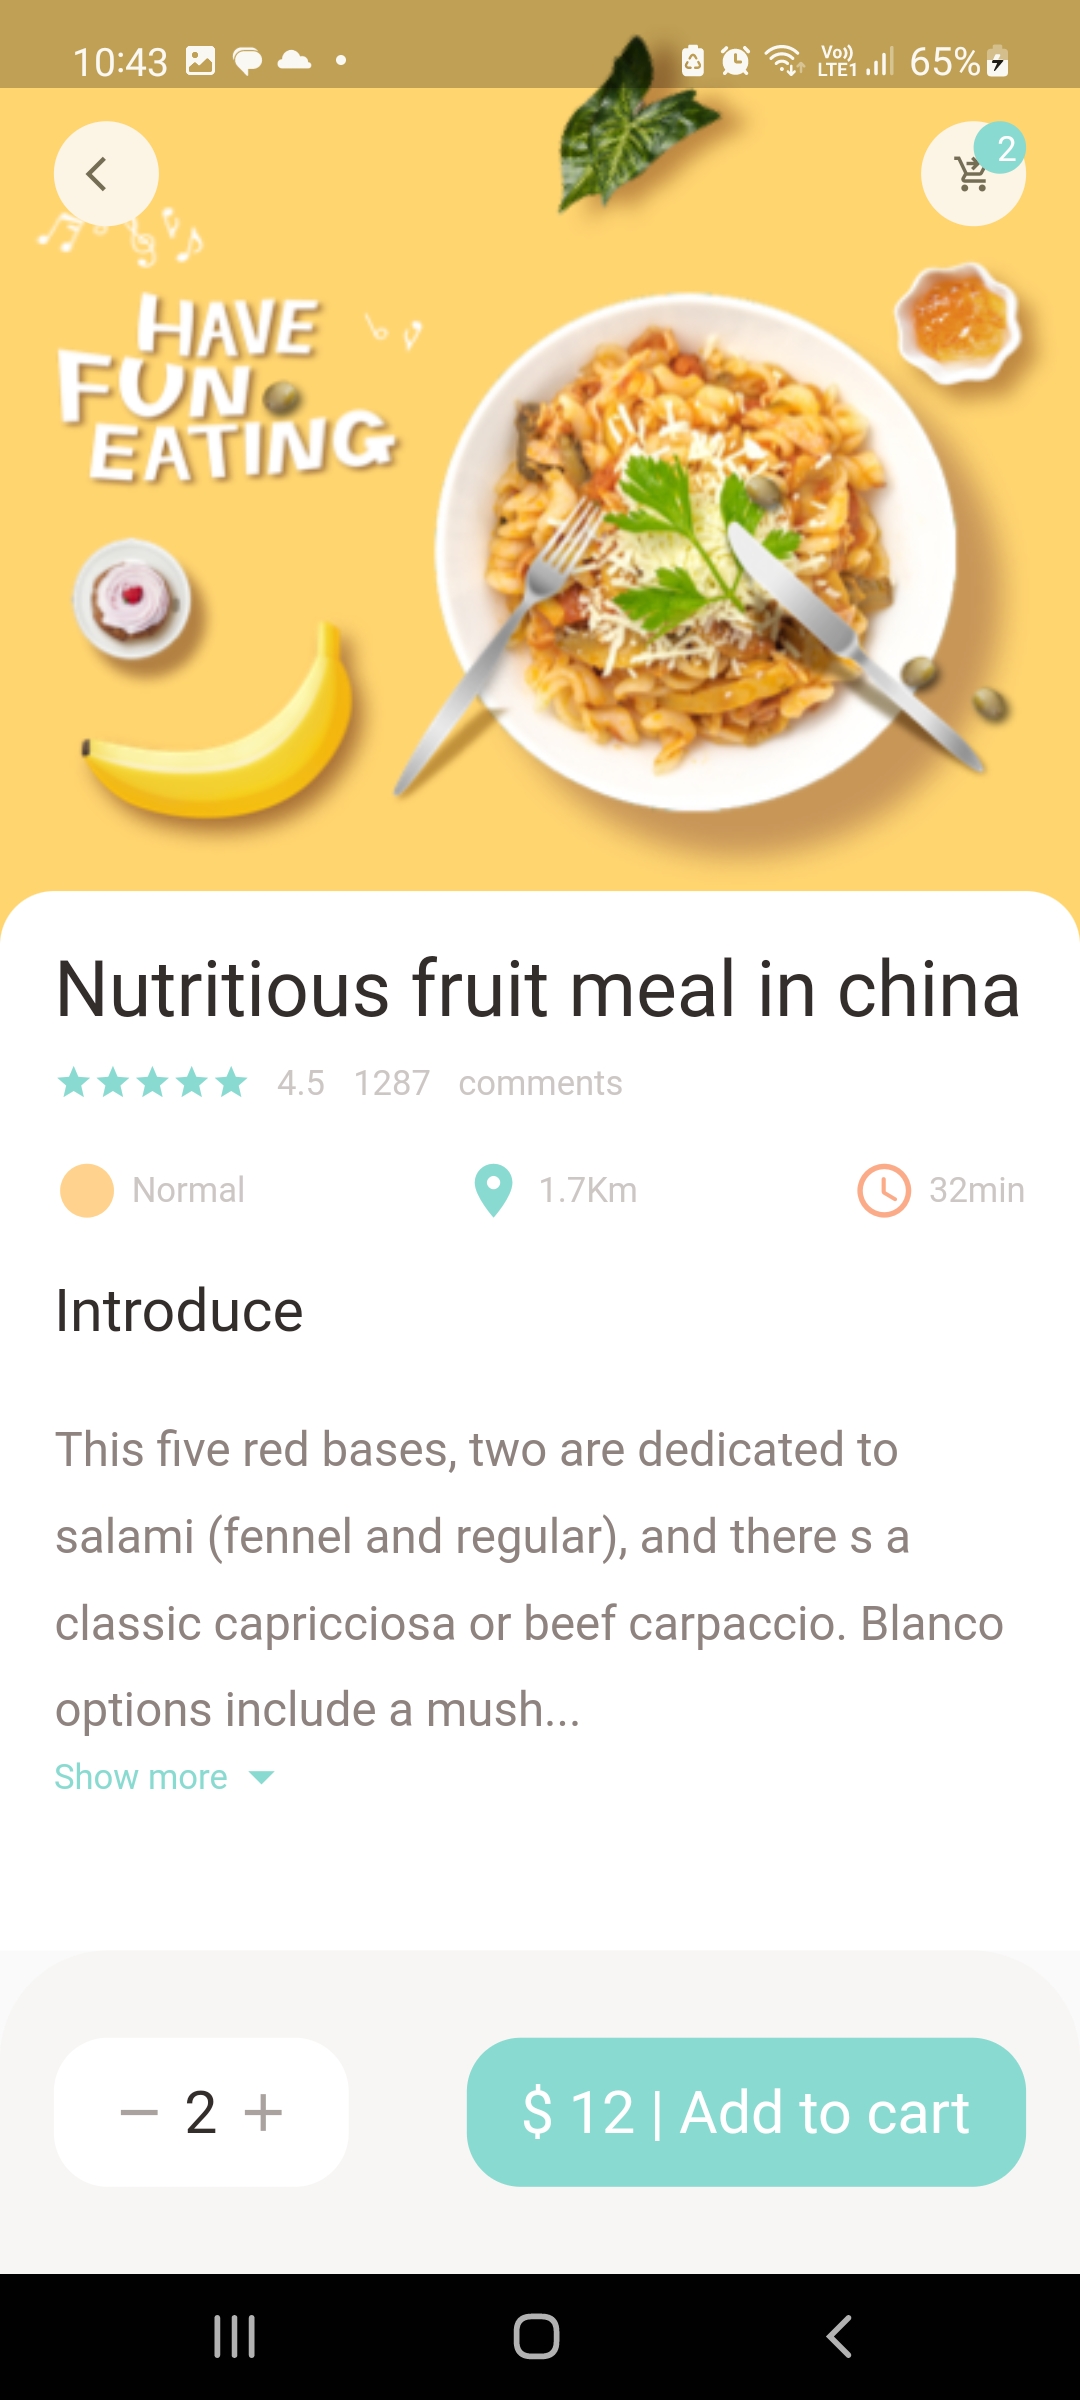 10:43
Vo))
LTE1
65%
2
HAVE
FUN
EATING
Nutritious fruit meal in china
4.5 1287 comments
Normal 1.7Km 32min
Introduce
This five red bases, two are dedicated to
salami (fennel and regular), and there s a
classic capricciosa or beef carpaccio. Blanco
options include a mush...
Show more
2
$ 12 | Add to cart